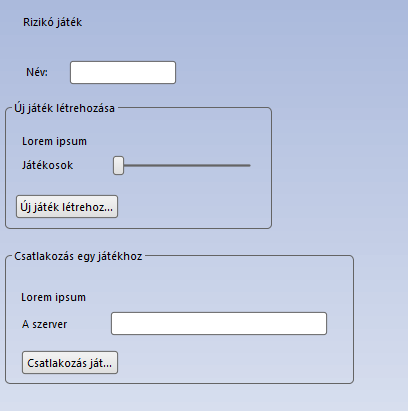 Rizikó játék
Név:
Új játék létrehozása
Lorem ipsum
Játékosok
Új játék létrehoz...
Csatlakozás egy játékhoz
Lorem ipsum
A szerver
Csatlakozás ját...